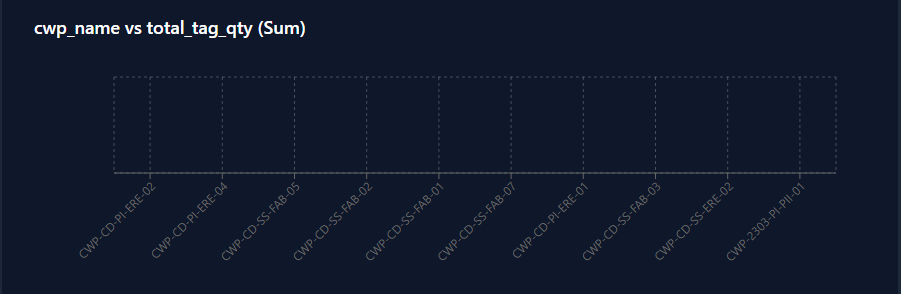 cwp_name vs total_tag_qty (Sum)
CWP-CD-PI-ERE-02
CWP-CD-PI-ERE-04
CWP-CD-SS-FAB-05
CWP-CD-SS-FAB-02
CWP-CD-SS-FAB-01
CWP-CD-SS-FAB-07
CWP-CD-PI-ERE-01
CWP-CD-SS-FAB-03
CWP-CD-SS-ERE-02
CWP-2303-PI-PII-01